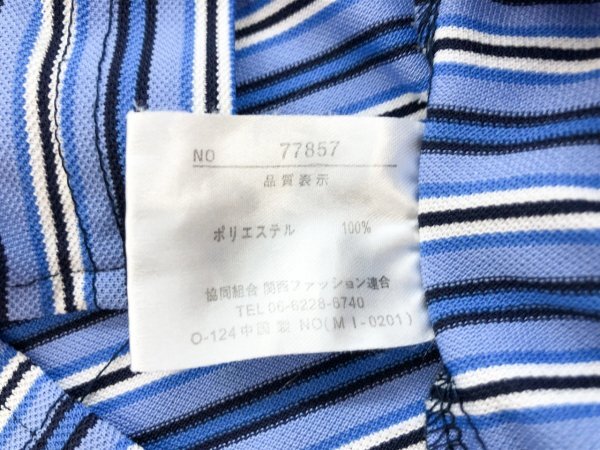 NO 77857
品質表示
ポリエステル 100%
協同組合 関西ファッション連合
TEL 06-6228-6740
O-124 中国製 NO(MI-0201)